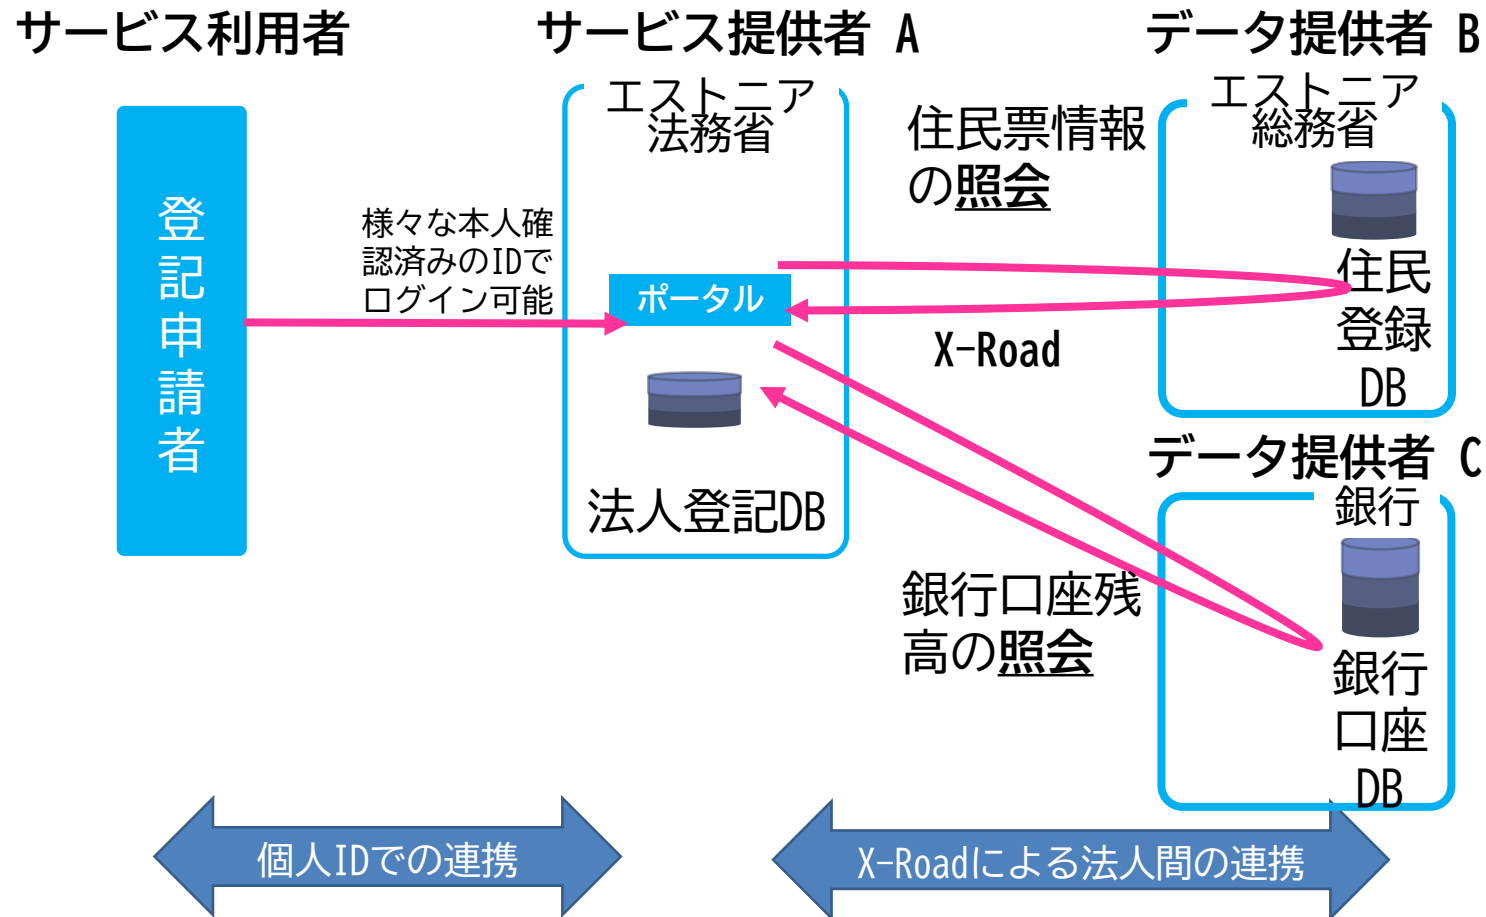 サービス利用者
サービス提供者 A
データ提供者 B
エストニア
法務省
エストニア
総務省
住民票情報
の照会
登
記
申
請
者
様々な本人確
認済みのIDで
ログイン可能
ポータル
住民
登録
DB
X-Road
データ提供者 C
銀行
法人登記DB
銀行口座残
高の照会
銀行
口座
DB
個人IDでの連携
X-Roadによる法人間の連携